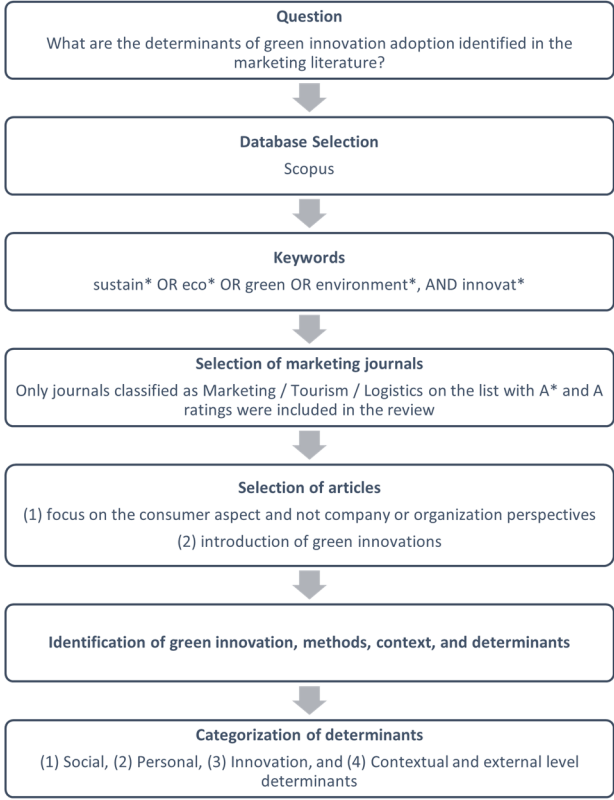 Question
What are the determinants of green innovation adoption identified in the
marketing literature?
Database Selection
Scopus
Keywords
sustain* OR eco* OR green OR environment*, AND innovat*
Selection of marketing journals
Only journals classified as Marketing / Tourism / Logistics on the list with A* and A
ratings were included in the review
Selection of articles
(1) focus on the consumer aspect and not company or organization perspectives
(2) introduction of green innovations
Identification of green innovation, methods, context, and determinants
Categorization of determinants
(1) Social, (2) Personal, (3) Innovation, and (4) Contextual and external level
determinants